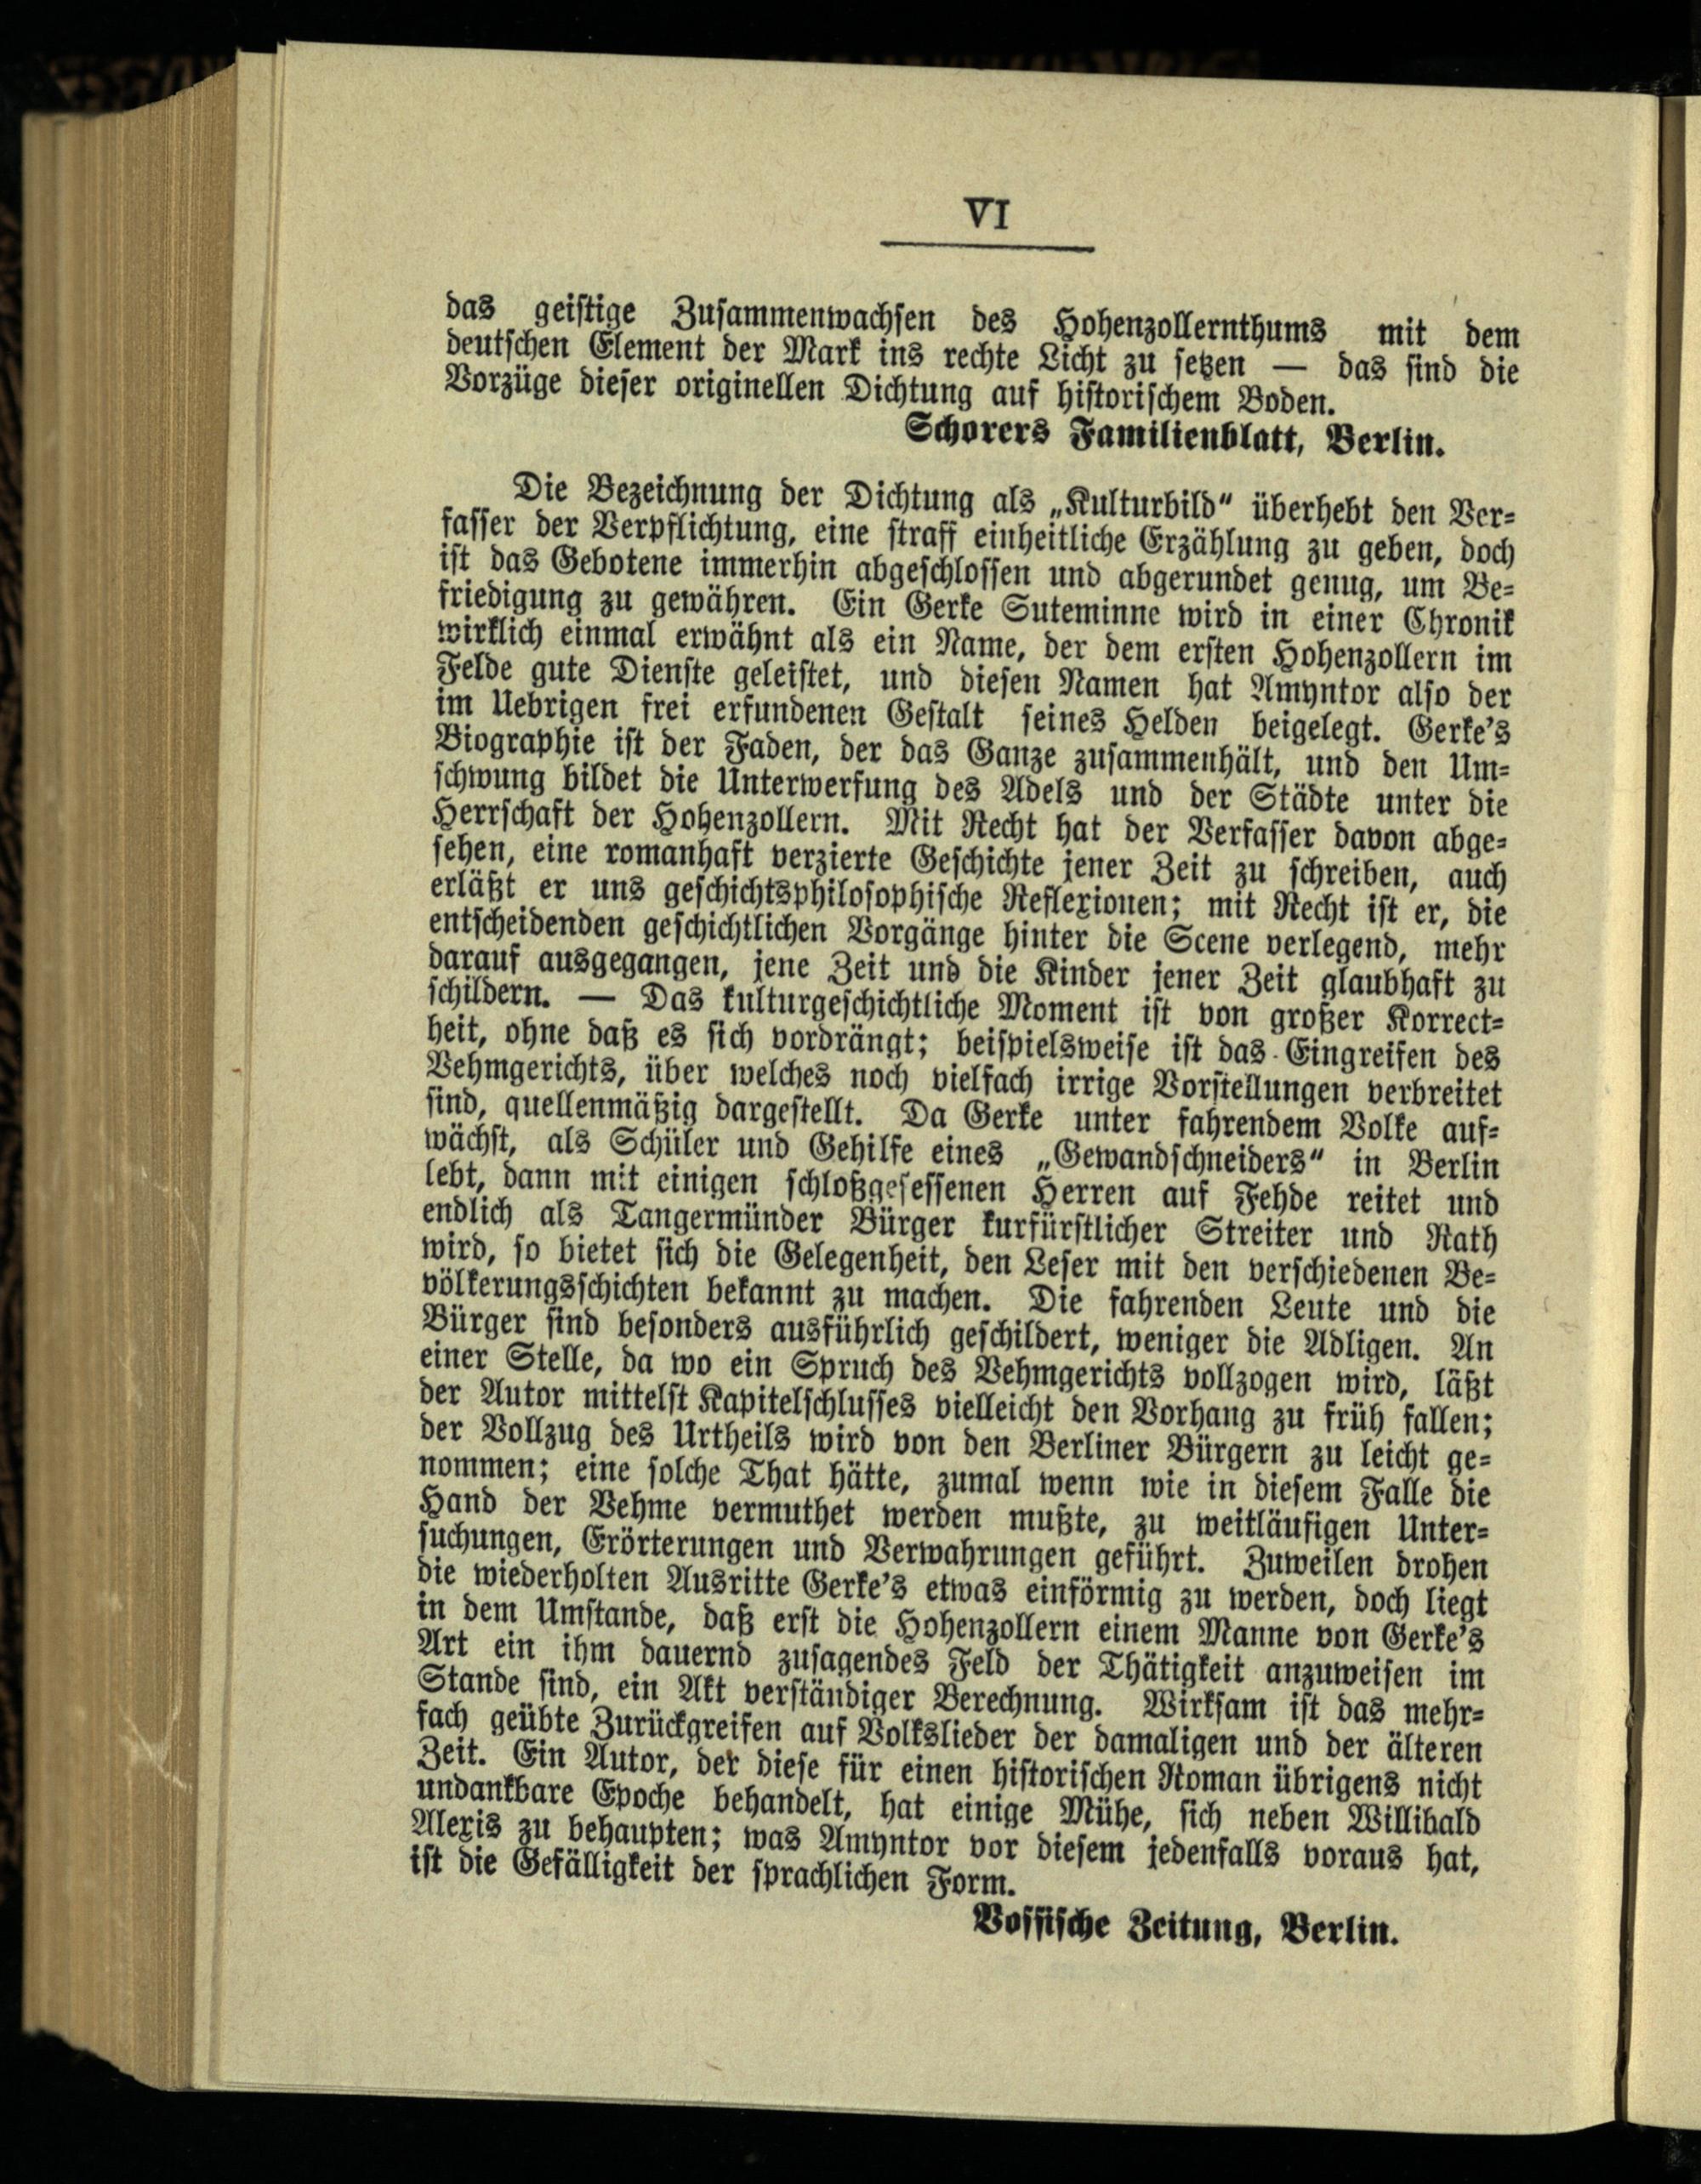 VI
das geistige Zusammenwachsen des Hohenzollernthums mit dem
deutschen Element der Mark ins rechte Licht zu setzen — das sind die
Vorzüge dieser originellen Dichtung auf historischem Boden.
Schorers Familienblatt, Berlin.
Die Bezeichnung der Dichtung als „Kulturbild“ überhebt den Ver-
fasser der Verpflichtung, eine straff einheitliche Erzählung zu geben, doch
ist das Gebotene immerhin abgeschlossen und abgerundet genug, um Be-
friedigung zu gewähren. Ein Gerke Suteminne wird in einer Chronik
wirklich einmal erwähnt als ein Name, der dem ersten Hohenzollern im
Felde gute Dienste geleistet, und diesen Namen hat Amyntor also der
im Uebrigen frei erfundenen Gestalt seines Helden beigelegt. Gerke's
Biographie ist der Faden, der das Ganze zusammenhält, und den Um-
schwung bildet die Unterwerfung des Adels und der Städte unter die
Herrschaft der Hohenzollern. Mit Recht hat der Verfasser davon abge-
sehen, eine romanhaft verzierte Geschichte jener Zeit zu schreiben, auch
erläßt er uns geschichtsphilosophische Reflexionen; mit Recht ist er, die
entscheidenden geschichtlichen Vorgänge hinter die Scene verlegend, mehr
darauf ausgegangen, jene Zeit und die Kinder jener Zeit glaubhaft zu
schildern. — Das kulturgeschichtliche Moment ist von großer Korrect-
heit, ohne daß es sich vordrängt; beispielsweise ist das Eingreifen des
Vehmgerichts, über welches noch vielfach irrige Vorstellungen verbreitet
sind, quellenmäßig dargestellt. Da Gerke unter fahrendem Volke auf-
wächst, als Schüler und Gehilfe eines „Gewandschneiders“ in Berlin
lebt, dann mit einigen schloßgesessenen Herren auf Fehde reitet und
endlich als Tangermünder Bürger kurfürstlicher Streiter und Rath
wird, so bietet sich die Gelegenheit, den Leser mit den verschiedenen Be-
völkerungsschichten bekannt zu machen. Die fahrenden Leute und die
Bürger sind besonders ausführlich geschildert, weniger die Adligen. An
einer Stelle, da wo ein Spruch des Vehmgerichts vollzogen wird, läßt
der Autor mittelst Kapitelschlusses vielleicht den Vorhang zu früh fallen;
der Vollzug des Urtheils wird von den Berliner Bürgern zu leicht ge-
nommen; eine solche That hätte, zumal wenn wie in diesem Falle die
Hand der Vehme vermuthet werden mußte, zu weitläufigen Unter-
suchungen, Erörterungen und Verwahrungen geführt. Zuweilen drohen
die wiederholten Ausritte Gerke's etwas einförmig zu werden, doch liegt
in dem Umstande, daß erst die Hohenzollern einem Manne von Gerke's
Art ein ihm dauernd zusagendes Feld der Thätigkeit anzuweisen im
Stande sind, ein Akt verständiger Berechnung. Wirksam ist das mehr-
fach geübte Zurückgreifen auf Volkslieder der damaligen und der älteren
Zeit. Ein Autor, der diese für einen historischen Roman übrigens nicht
undankbare Epoche behandelt, hat einige Mühe, sich neben Willibald
Alexis zu behaupten; was Amyntor vor diesem jedenfalls voraus hat,
ist die Gefälligkeit der sprachlichen Form.
Vossische Zeitung, Berlin.